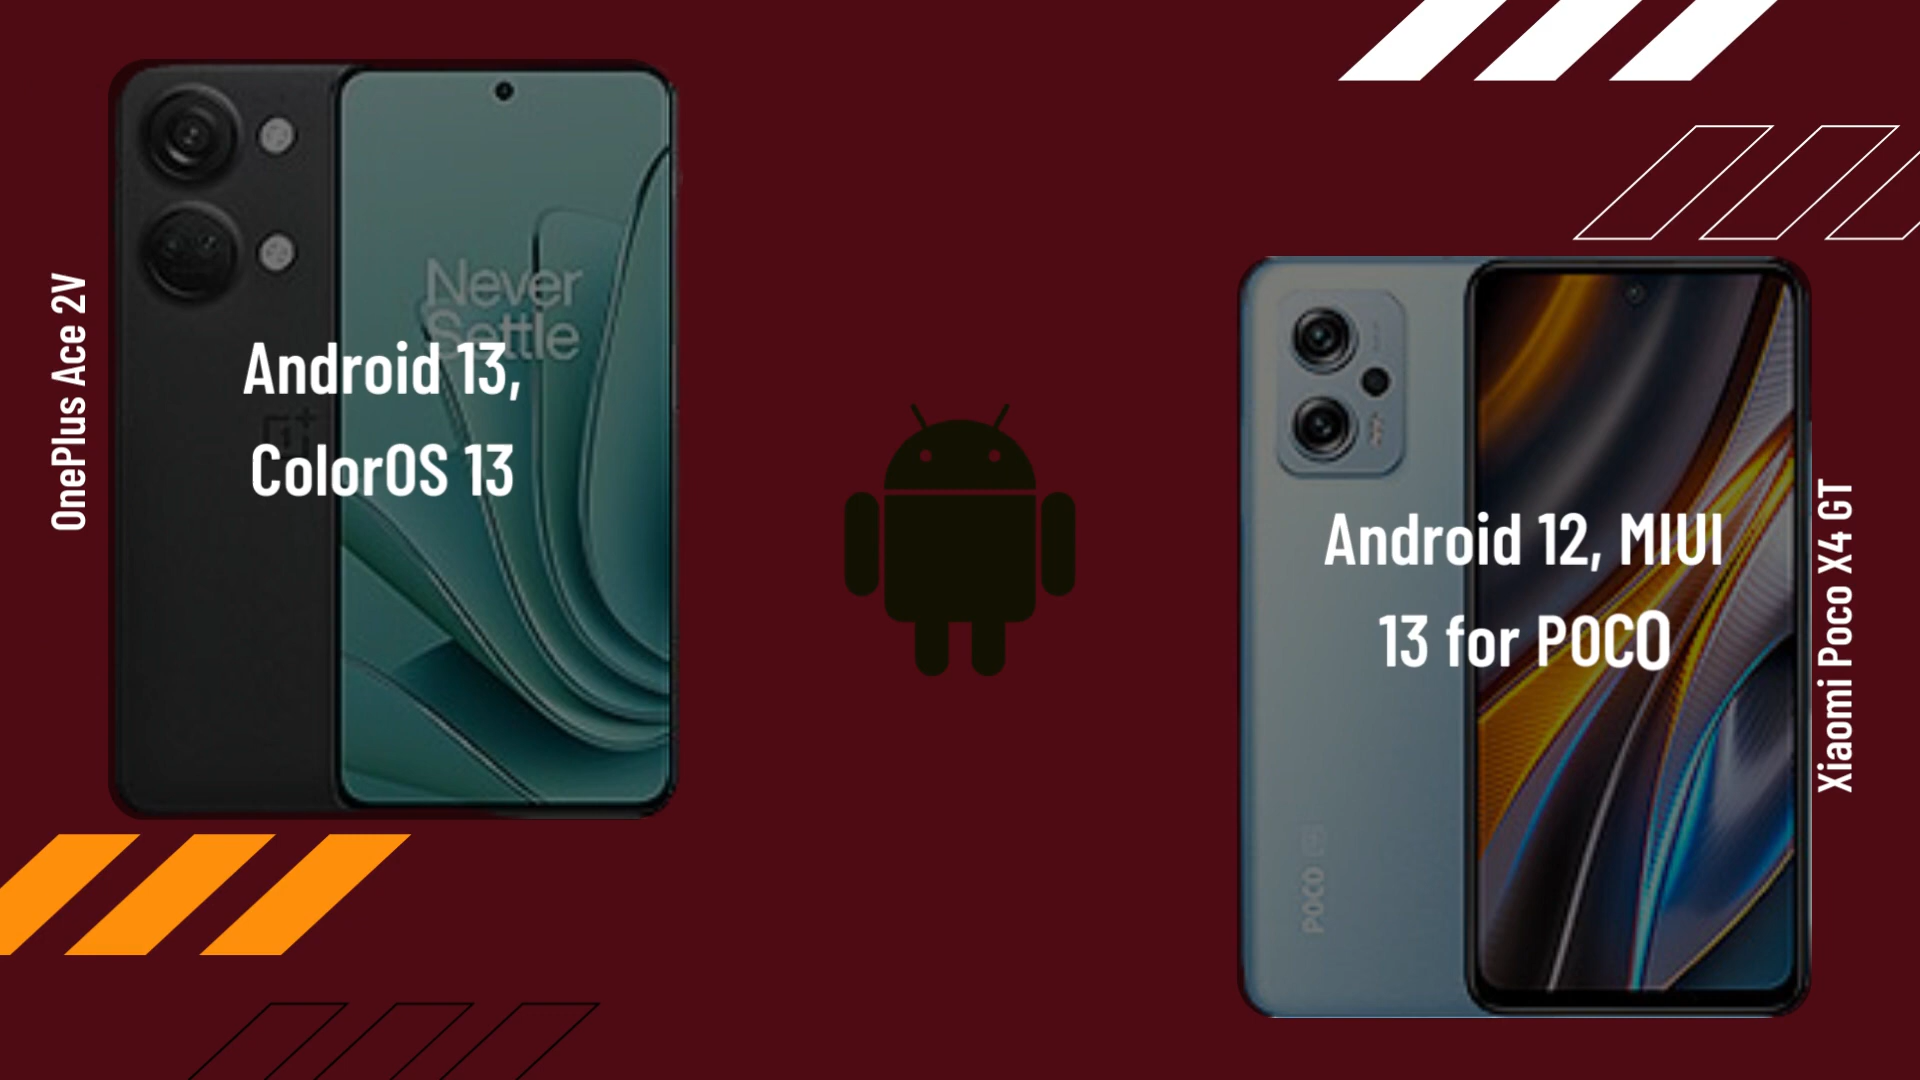 OnePlus Ace 2V
Never
Settle
Android 13,
ColorOS 13
Android 12, MIUI
13 for POCO
Xiaomi Poco X4 GT
POCO